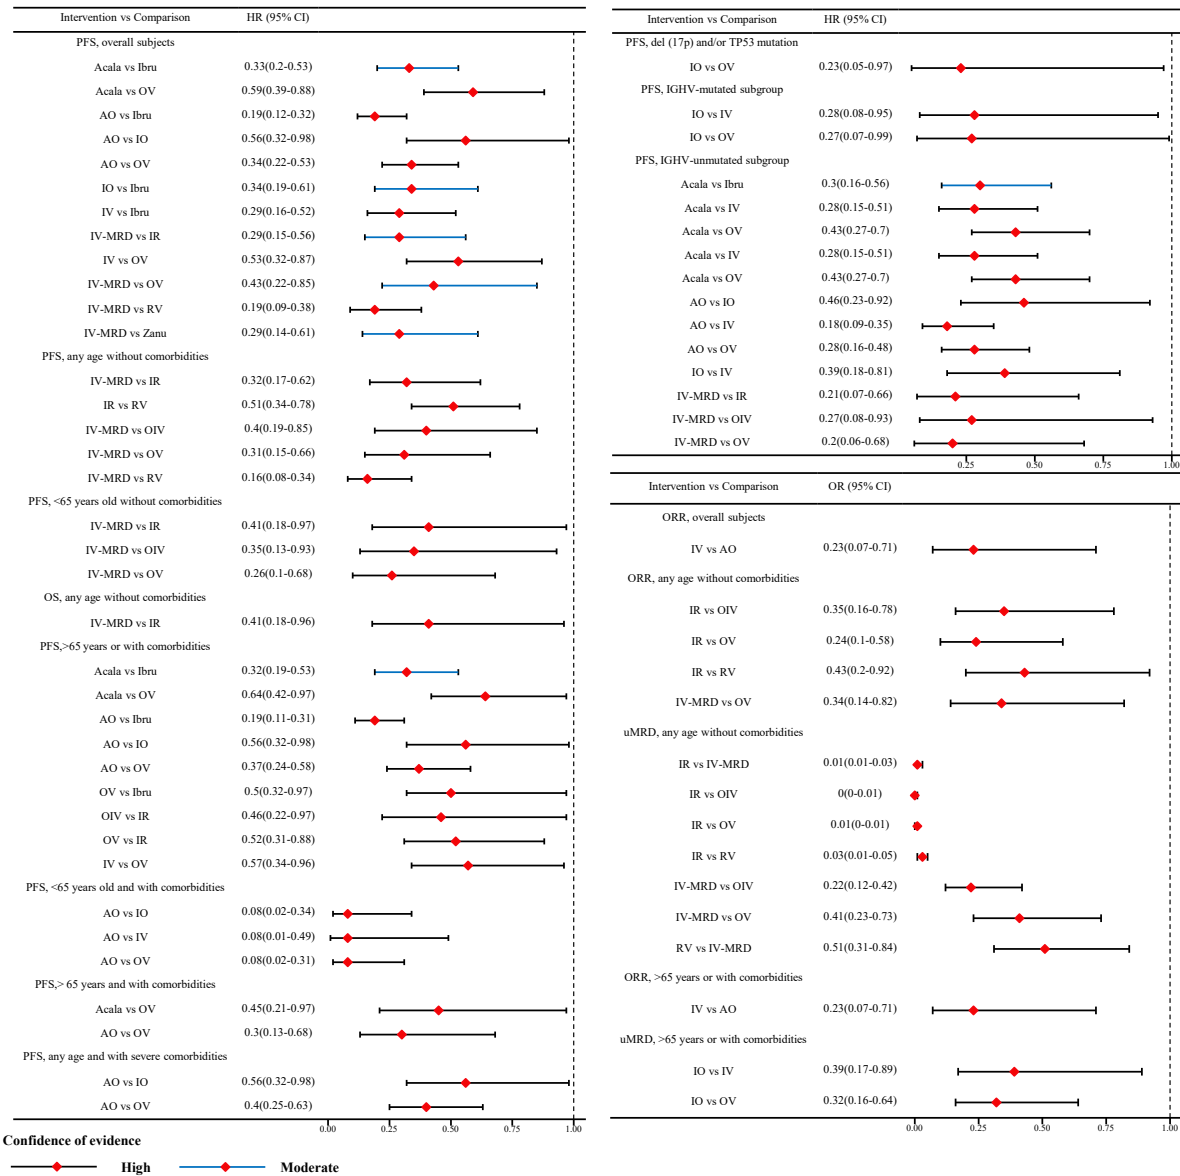 Intervention vs Comparison HR (95% CI)
PFS, overall subjects
Acala vs Ibru 0.33(0.2-0.53)
Acala vs OV 0.59(0.39-0.88)
AO vs Ibru 0.19(0.12-0.32)
AO vs IO 0.56(0.32-0.98)
AO vs OV 0.34(0.22-0.53)
IO vs Ibru 0.34(0.19-0.61)
IV vs Ibru 0.29(0.16-0.52)
IV-MRD vs IR 0.29(0.15-0.56)
IV vs OV 0.53(0.32-0.87)
IV-MRD vs OV 0.43(0.22-0.85)
IV-MRD vs RV 0.19(0.09-0.38)
IV-MRD vs Zanu 0.29(0.14-0.61)
PFS, any age without comorbidities
IV-MRD vs IR 0.32(0.17-0.62)
IR vs RV 0.51(0.34-0.78)
IV-MRD vs OIV 0.4(0.19-0.85)
IV-MRD vs OV 0.31(0.15-0.66)
IV-MRD vs RV 0.16(0.08-0.34)
PFS, <65 years old without comorbidities
IV-MRD vs IR 0.41(0.18-0.97)
IV-MRD vs OIV 0.35(0.13-0.93)
IV-MRD vs OV 0.26(0.1-0.68)
OS, any age without comorbidities
IV-MRD vs IR 0.41(0.18-0.96)
PFS,>65 years or with comorbidities
Acala vs Ibru 0.32(0.19-0.53)
Acala vs OV 0.64(0.42-0.97)
AO vs Ibru 0.19(0.11-0.31)
AO vs IO 0.56(0.32-0.98)
AO vs OV 0.37(0.24-0.58)
OV vs Ibru 0.5(0.32-0.97)
OIV vs IR 0.46(0.22-0.97)
OV vs IR 0.52(0.31-0.88)
IV vs OV 0.57(0.34-0.96)
PFS, <65 years old and with comorbidities
AO vs IO 0.08(0.02-0.34)
AO vs IV 0.08(0.01-0.49)
AO vs OV 0.08(0.02-0.31)
PFS,> 65 years and with comorbidities
Acala vs OV 0.45(0.21-0.97)
AO vs OV 0.3(0.13-0.68)
PFS, any age and with severe comorbidities
AO vs IO 0.56(0.32-0.98)
AO vs OV 0.4(0.25-0.63)
0.00 0.25 0.50 0.75 1.00
Confidence of evidence
High Moderate
Intervention vs Comparison HR (95% CI)
PFS, del (17p) and/or TP53 mutation
IO vs OV 0.23(0.05-0.97)
PFS, IGHV-mutated subgroup
IO vs IV 0.28(0.08-0.95)
IO vs OV 0.27(0.07-0.99)
PFS, IGHV-unmutated subgroup
Acala vs Ibru 0.3(0.16-0.56)
Acala vs IV 0.28(0.15-0.51)
Acala vs OV 0.43(0.27-0.7)
Acala vs IV 0.28(0.15-0.51)
Acala vs OV 0.43(0.27-0.7)
AO vs IO 0.46(0.23-0.92)
AO vs IV 0.18(0.09-0.35)
AO vs OV 0.28(0.16-0.48)
IO vs IV 0.39(0.18-0.81)
IV-MRD vs IR 0.21(0.07-0.66)
IV-MRD vs OIV 0.27(0.08-0.93)
IV-MRD vs OV 0.2(0.06-0.68)
0.25 0.50 0.75 1.00
Intervention vs Comparison OR (95% CI)
ORR, overall subjects
IV vs AO 0.23(0.07-0.71)
ORR, any age without comorbidities
IR vs OIV 0.35(0.16-0.78)
IR vs OV 0.24(0.1-0.58)
IR vs RV 0.43(0.2-0.92)
IV-MRD vs OV 0.34(0.14-0.82)
uMRD, any age without comorbidities
IR vs IV-MRD 0.01(0.01-0.03)
IR vs OIV 0(0-0.01)
IR vs OV 0.01(0-0.01)
IR vs RV 0.03(0.01-0.05)
IV-MRD vs OIV 0.22(0.12-0.42)
IV-MRD vs OV 0.41(0.23-0.73)
RV vs IV-MRD 0.51(0.31-0.84)
ORR, >65 years or with comorbidities
IV vs AO 0.23(0.07-0.71)
uMRD, >65 years or with comorbidities
IO vs IV 0.39(0.17-0.89)
IO vs OV 0.32(0.16-0.64)
0.00 0.25 0.50 0.75 1.00